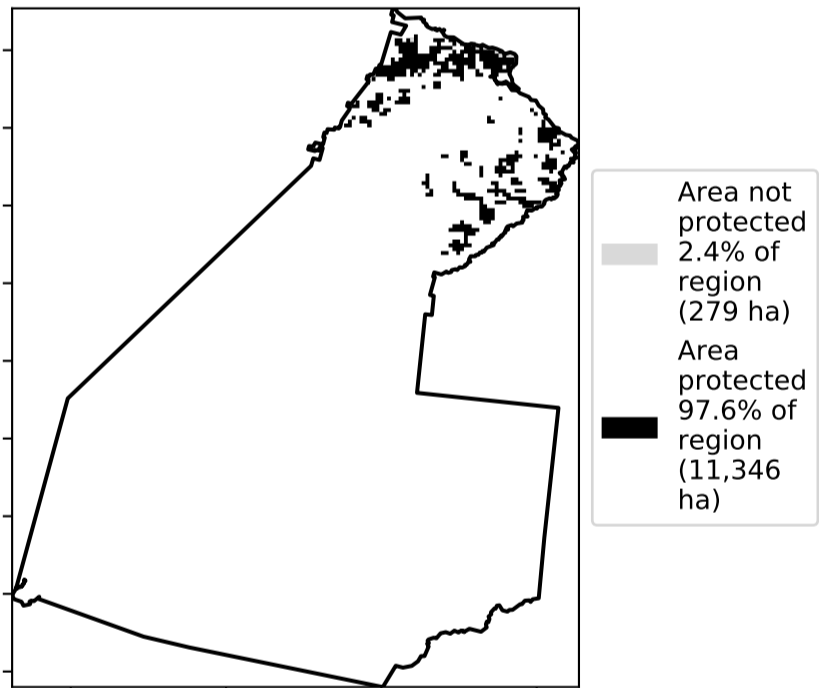 Area not
protected
2.4% of
region
(279 ha)
Area
protected
97.6% of
region
(11,346
ha)